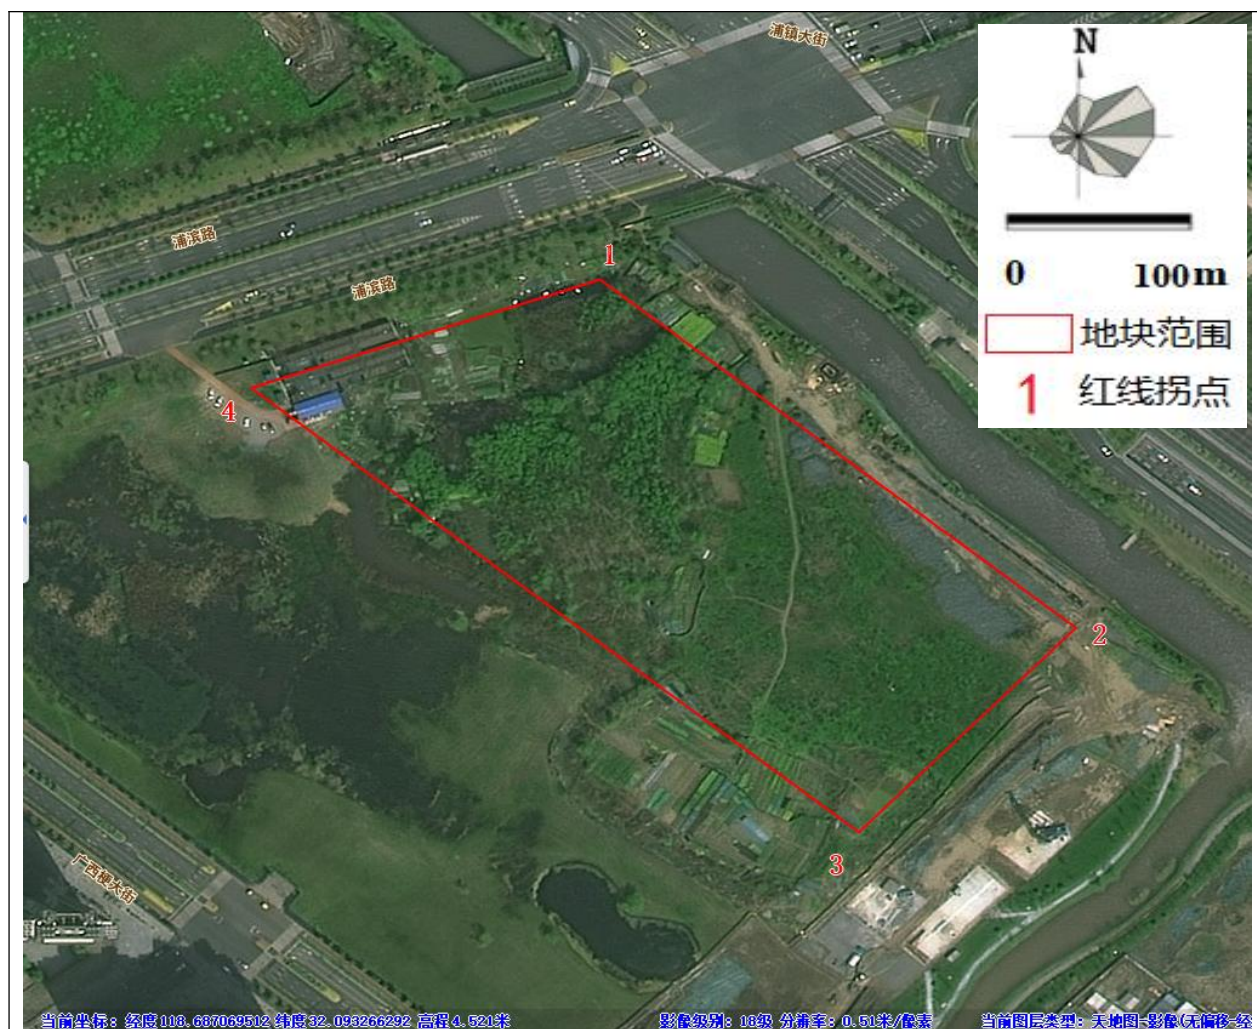 浦镇大街
N
浦滨路
浦滨路
0 100m
地块范围
1 红线拐点
1
2
3
4
广西埂大街
当前坐标：经度118.687069512 纬度32.093266292 高程4.521米
影像级别：18级 分辨率：0.51米/像素
当前图层类型：天地图-影像(无偏移-经